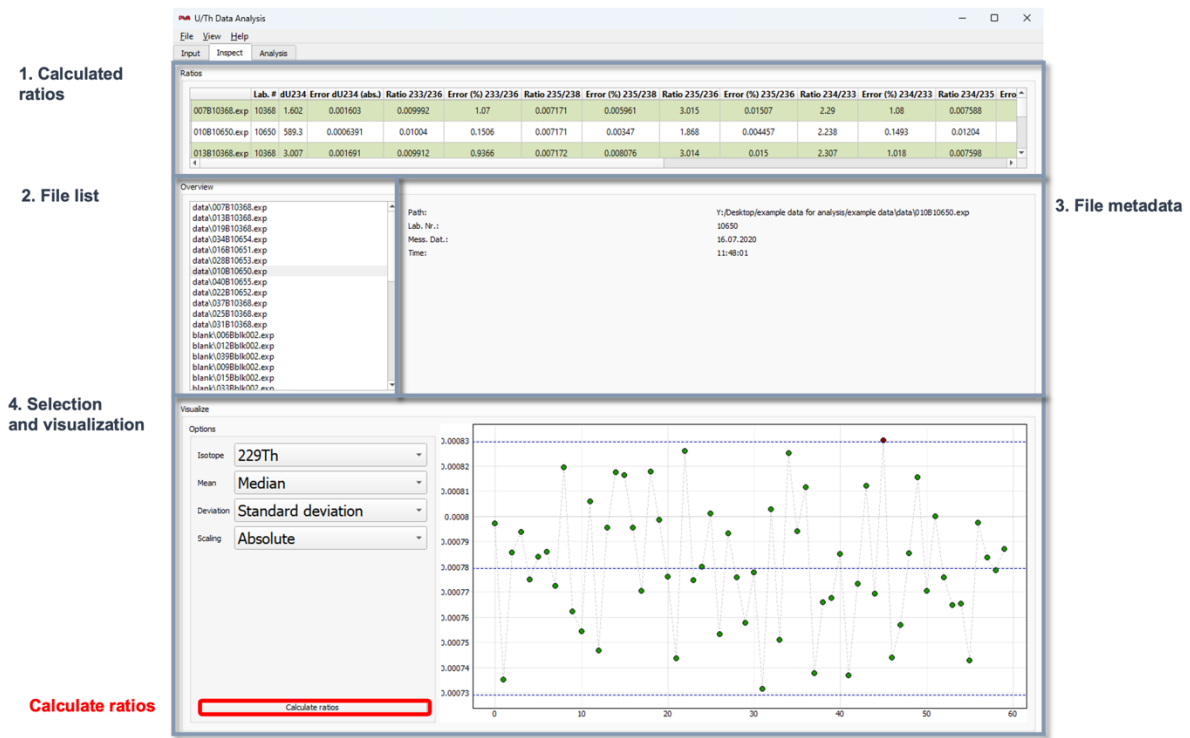 U/Th Data Analysis
File View Help
Input Inspect Analysis
1. Calculated
ratios
Ratios
Lab. # dU234 Error dU234 (abs.) Ratio 233/236 Error (%) 233/236 Ratio 235/238 Error (%) 235/238 Ratio 235/236 Error (%) 235/236 Ratio 234/233 Error (%) 234/233 Ratio 234/235 Erro
007B10368.exp 10368 1.602 0.001603 0.009992 1.07 0.007171 0.005961 3.015 0.01507 2.29 1.08 0.007588
010B10650.exp 10650 589.3 0.0006391 0.01004 0.1506 0.007171 0.00347 1.868 0.004457 2.238 0.1493 0.01204
013B10368.exp 10368 3.007 0.001691 0.009912 0.9366 0.007172 0.008076 3.014 0.015 2.307 1.018 0.007598
2. File list
Overview
data\007B10368.exp
data\013B10368.exp
data\019B10368.exp
data\034B10654.exp
data\016B10651.exp
data\028B10653.exp
data\010B10650.exp
data\040B10655.exp
data\022B10652.exp
data\037B10368.exp
data\025B10368.exp
data\031B10368.exp
blank\006Bblk002.exp
blank\012Bblk002.exp
blank\039Bblk002.exp
blank\009Bblk002.exp
blank\015Bblk002.exp
blank\033Bblk002.exp
Path: Y:/Desktop/example data for analysis/example data\data\010B10650.exp
Lab. Nr.: 10650
Mess. Dat.: 16.07.2020
Time: 11:48:01
3. File metadata
4. Selection
and visualization
Visualize
Options
Isotope 229Th
Mean Median
Deviation Standard deviation
Scaling Absolute
Calculate ratios
Calculate ratios
0.00083
0.00082
0.00081
0.0008
0.00079
0.00078
0.00077
0.00076
0.00075
0.00074
0.00073
0 10 20 30 40 50 60